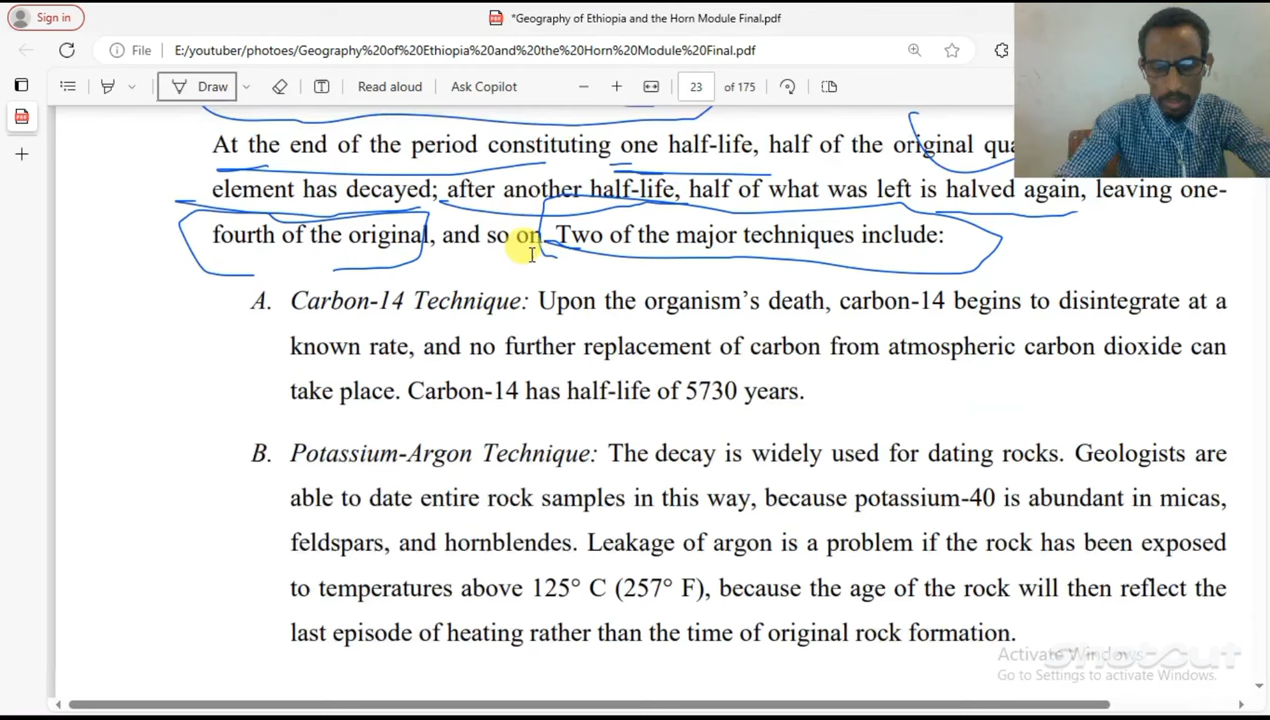 Sign in
*Geography of Ethiopia and the Horn Module Final.pdf
File E:/youtuber/photoes/Geography%20of%20Ethiopia%20and%20the%20Horn%20Module%20Final.pdf
Draw Read aloud Ask Copilot 23 of 175
At the end of the period constituting one half-life, half of the original qua
element has decayed; after another half-life, half of what was left is halved again, leaving one-
fourth of the original, and so on. Two of the major techniques include:
A. Carbon-14 Technique: Upon the organism's death, carbon-14 begins to disintegrate at a
known rate, and no further replacement of carbon from atmospheric carbon dioxide can
take place. Carbon-14 has half-life of 5730 years.
B. Potassium-Argon Technique: The decay is widely used for dating rocks. Geologists are
able to date entire rock samples in this way, because potassium-40 is abundant in micas,
feldspars, and hornblendes. Leakage of argon is a problem if the rock has been exposed
to temperatures above 125° C (257° F), because the age of the rock will then reflect the
last episode of heating rather than the time of original rock formation.
Activate Windows
Go to Settings to activate Windows.
shotcut